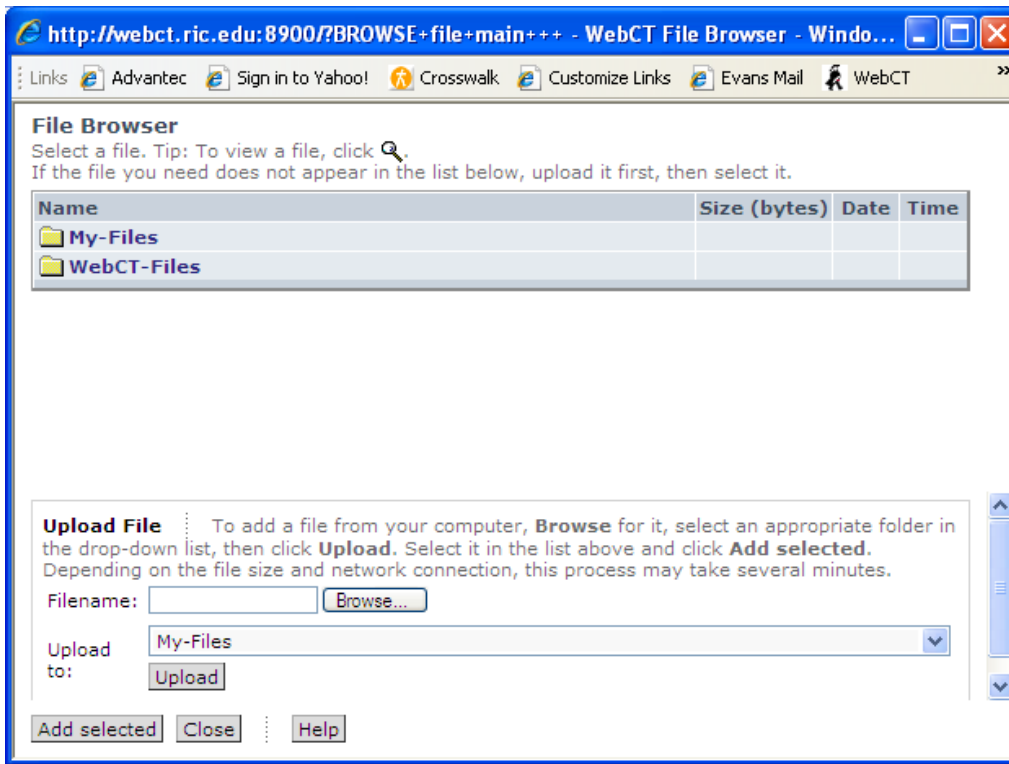 http://webct.ric.edu:8900/?BROWSE+file+main+++ - WebCT File Browser - Windo...
Links Advantec Sign in to Yahoo! Crosswalk Customize Links Evans Mail WebCT »
File Browser
Select a file. Tip: To view a file, click .
If the file you need does not appear in the list below, upload it first, then select it.
Name Size (bytes) Date Time
My-Files
WebCT-Files
Upload File To add a file from your computer, Browse for it, select an appropriate folder in
the drop-down list, then click Upload. Select it in the list above and click Add selected.
Depending on the file size and network connection, this process may take several minutes.
Filename: Browse...
Upload to: My-Files
Upload
Add selected Close Help